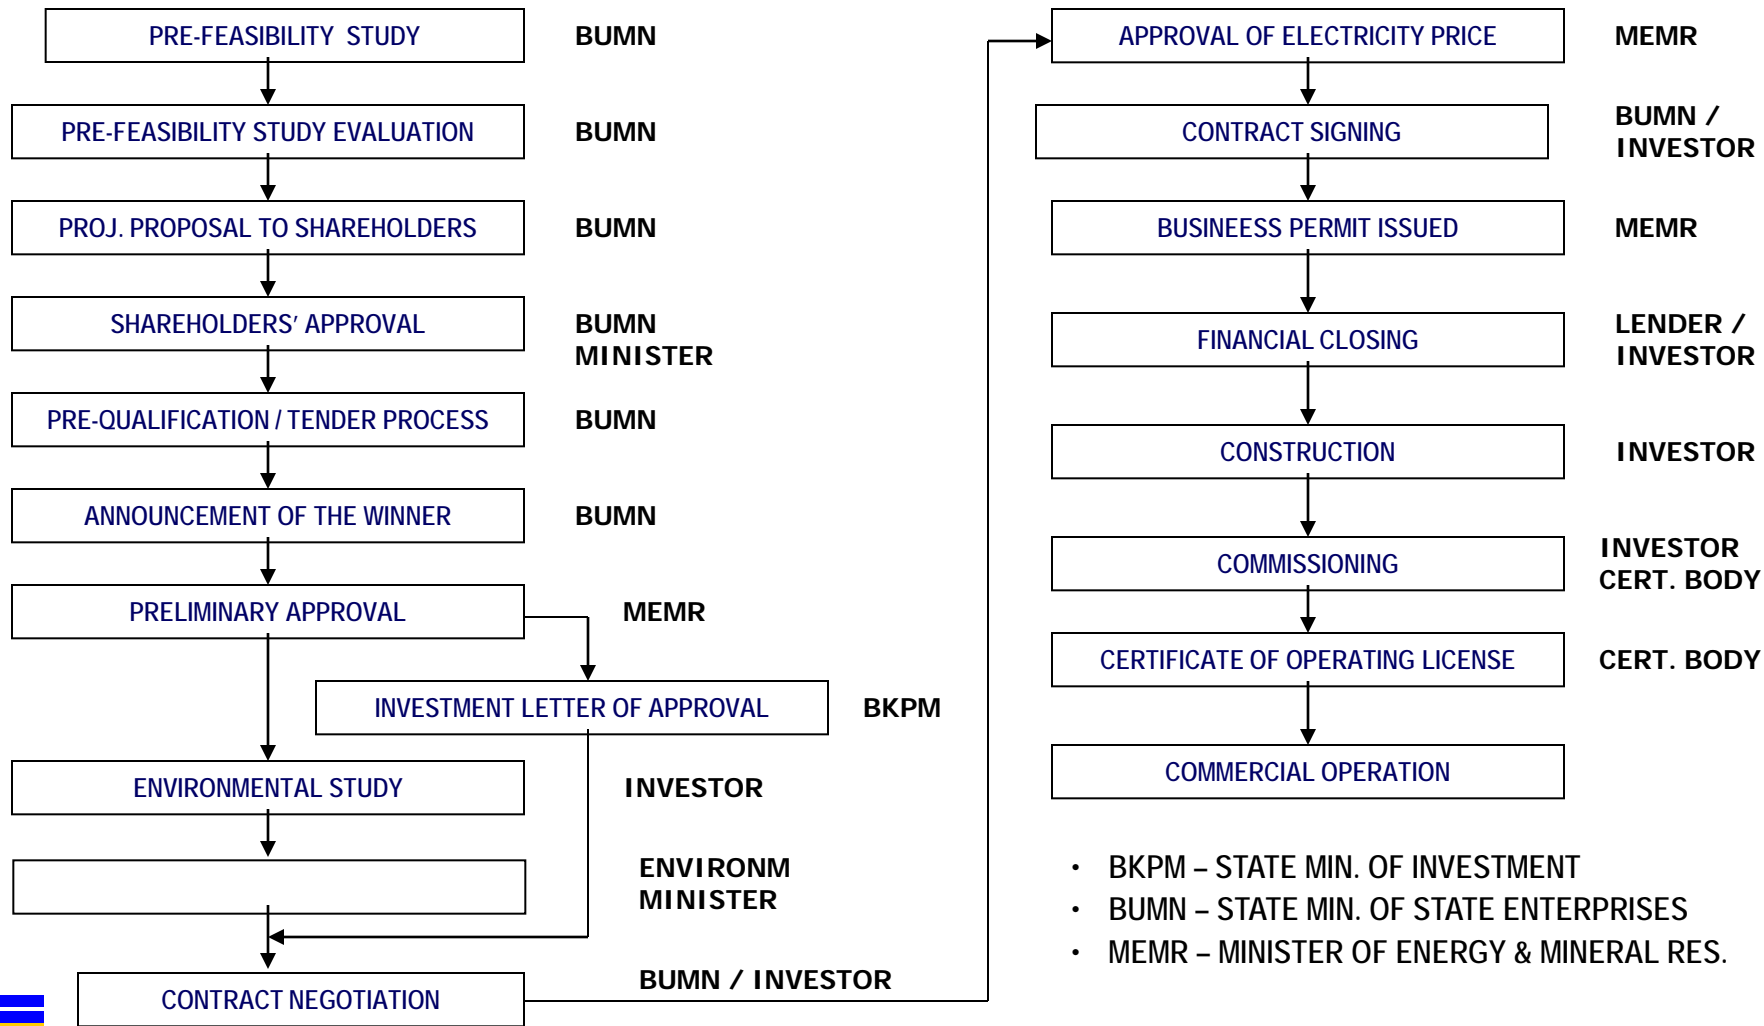 PRE-FEASIBILITY STUDY
BUMN
PRE-FEASIBILITY STUDY EVALUATION
BUMN
PROJ. PROPOSAL TO SHAREHOLDERS
BUMN
SHAREHOLDERS’ APPROVAL
BUMN
MINISTER
PRE-QUALIFICATION / TENDER PROCESS
BUMN
ANNOUNCEMENT OF THE WINNER
BUMN
PRELIMINARY APPROVAL
MEMR
INVESTMENT LETTER OF APPROVAL
BKPM
ENVIRONMENTAL STUDY
INVESTOR
ENVIRONM
MINISTER
CONTRACT NEGOTIATION
BUMN / INVESTOR
APPROVAL OF ELECTRICITY PRICE
MEMR
CONTRACT SIGNING
BUMN /
INVESTOR
BUSINEESS PERMIT ISSUED
MEMR
FINANCIAL CLOSING
LENDER /
INVESTOR
CONSTRUCTION
INVESTOR
COMMISSIONING
INVESTOR
CERT. BODY
CERTIFICATE OF OPERATING LICENSE
CERT. BODY
COMMERCIAL OPERATION
• BKPM – STATE MIN. OF INVESTMENT
• BUMN – STATE MIN. OF STATE ENTERPRISES
• MEMR – MINISTER OF ENERGY & MINERAL RES.